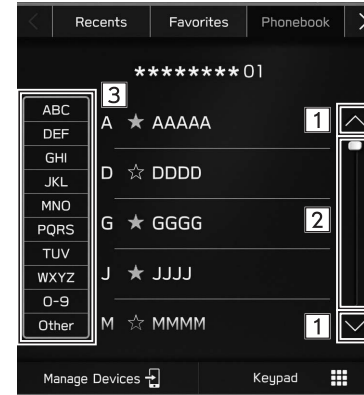 Recents Favorites Phonebook
********01
3
ABC
DEF
GHI
JKL
MNO
PQRS
TUV
WXYZ
0-9
Other
A ★ AAAAA 1
D ☆ DDDD
G ★ GGGG 2
J ★ JJJJ
M ☆ MMMM 1
Manage Devices Keypad